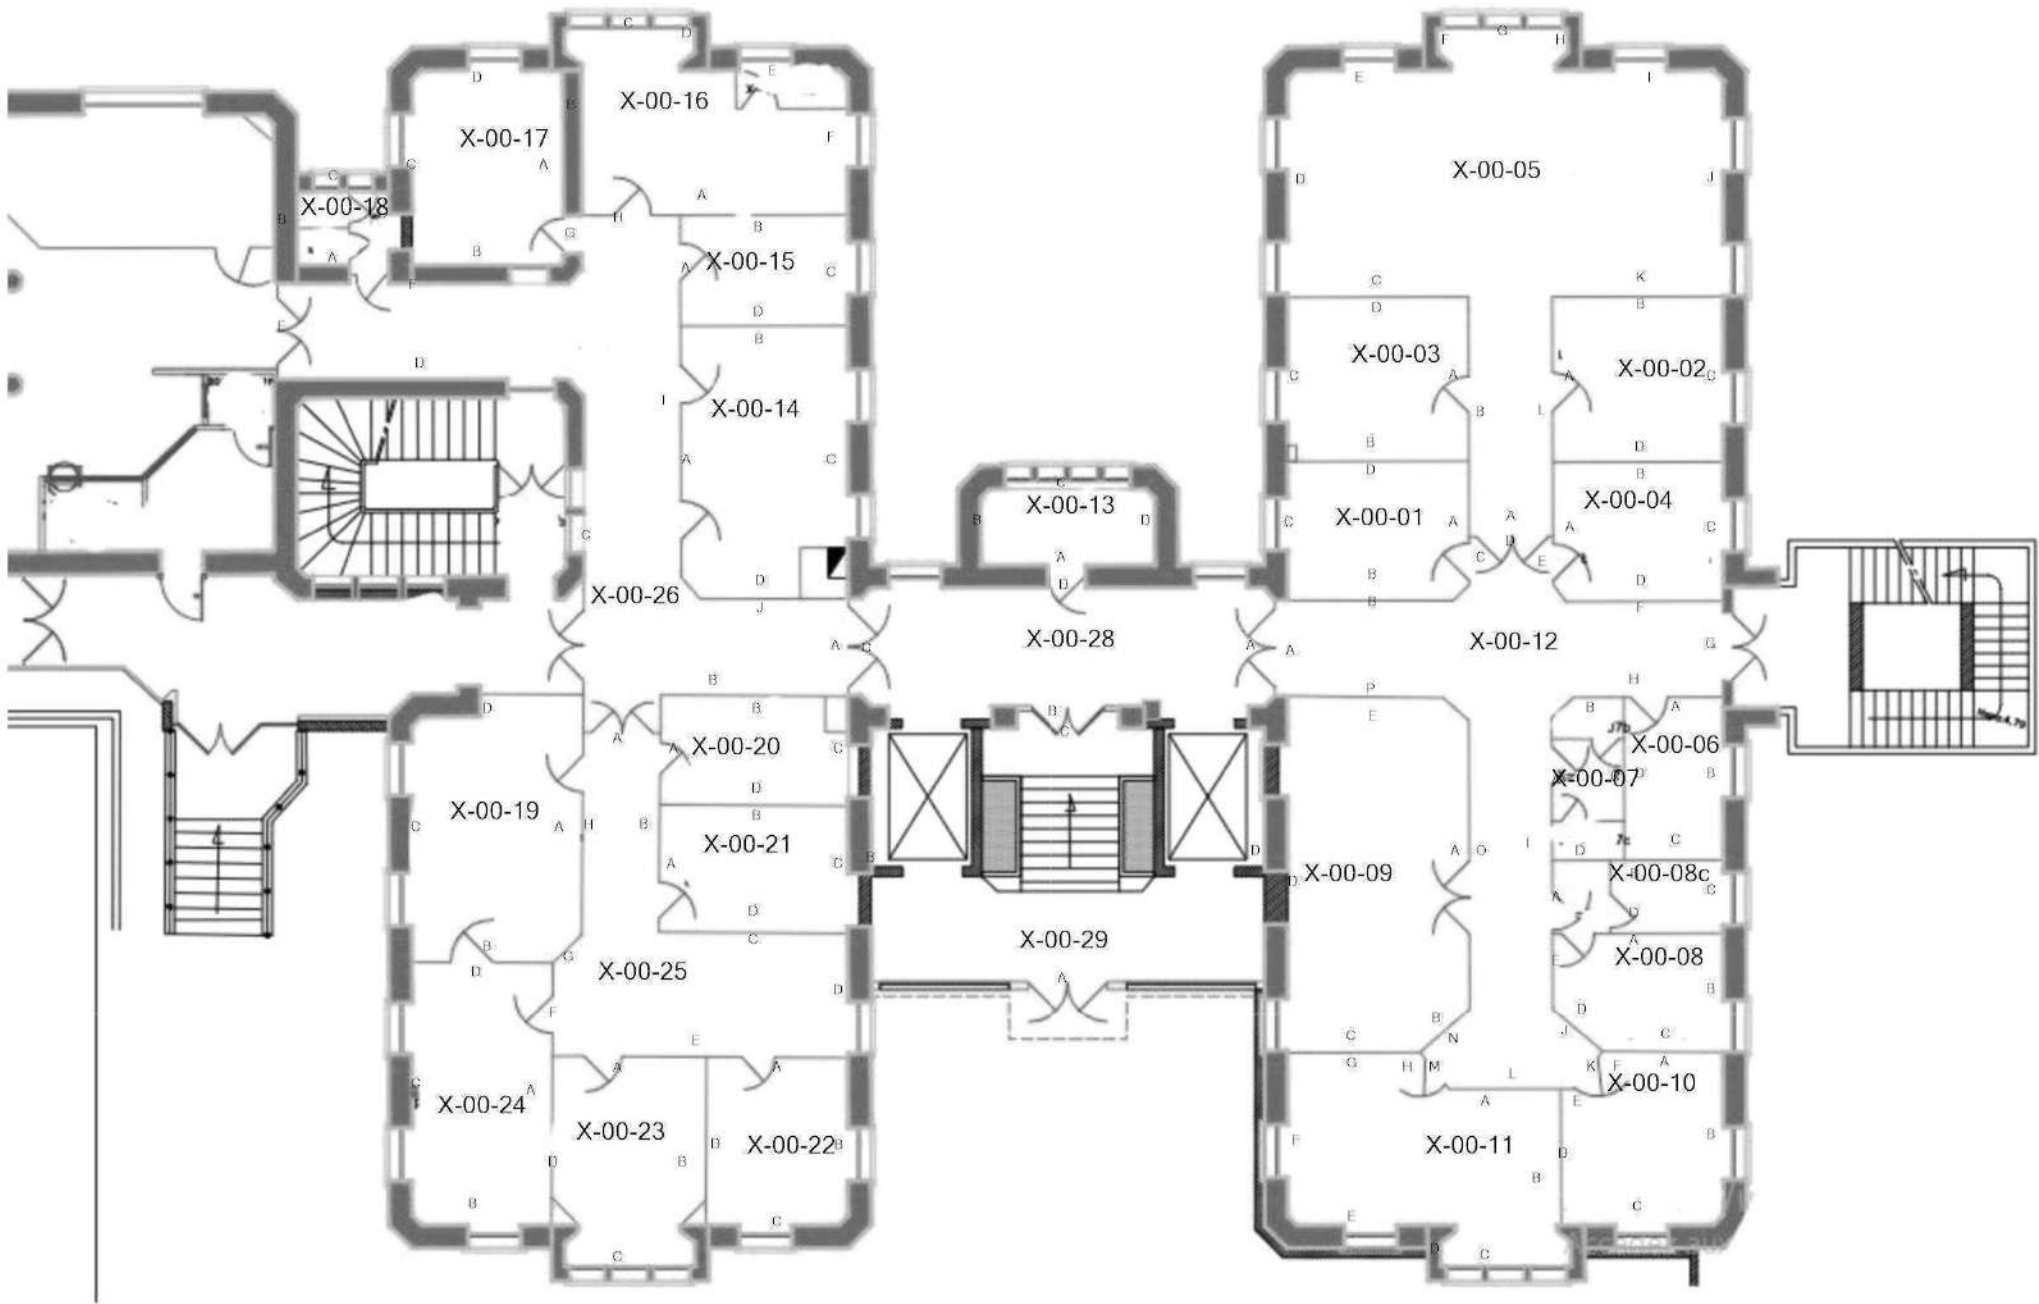 C
D
E
X-00-16
D
B
X-00-17
F
C
A
C
X-00-18
B
A
A
H
B
G
B
A
X-00-15
C
F
D
B
E
D
I
X-00-14
A
C
C
X-00-26
D
J
F
G
H
E
I
X-00-05
D
J
C
K
D
B
X-00-03
X-00-02
C
A
A
C
B
L
B
D
D
B
X-00-01
X-00-04
C
A
A
A
C
D
C
E
B
D
B
F
C
X-00-13
B
D
A
D
X-00-28
A
C
A
A
X-00-12
G
B
P
H
D
B
B
E
B
A
A
A
X-00-20
C
C
X-00-06
B
X-00-07
D
B
X-00-19
C
A
H
B
X-00-21
A
C
B
D
A
O
I
D
C
X-00-09
D
X-00-08c
C
A
D
D
C
X-00-29
A
B
D
G
X-00-25
D
A
E
X-00-08
B
F
E
B
N
D
J
C
C
G
H
M
L
K
F
A
X-00-10
A
A
C
A
X-00-24
X-00-23
D
X-00-22
B
D
B
B
C
C
A
E
F
X-00-11
D
B
B
E
D
C
C